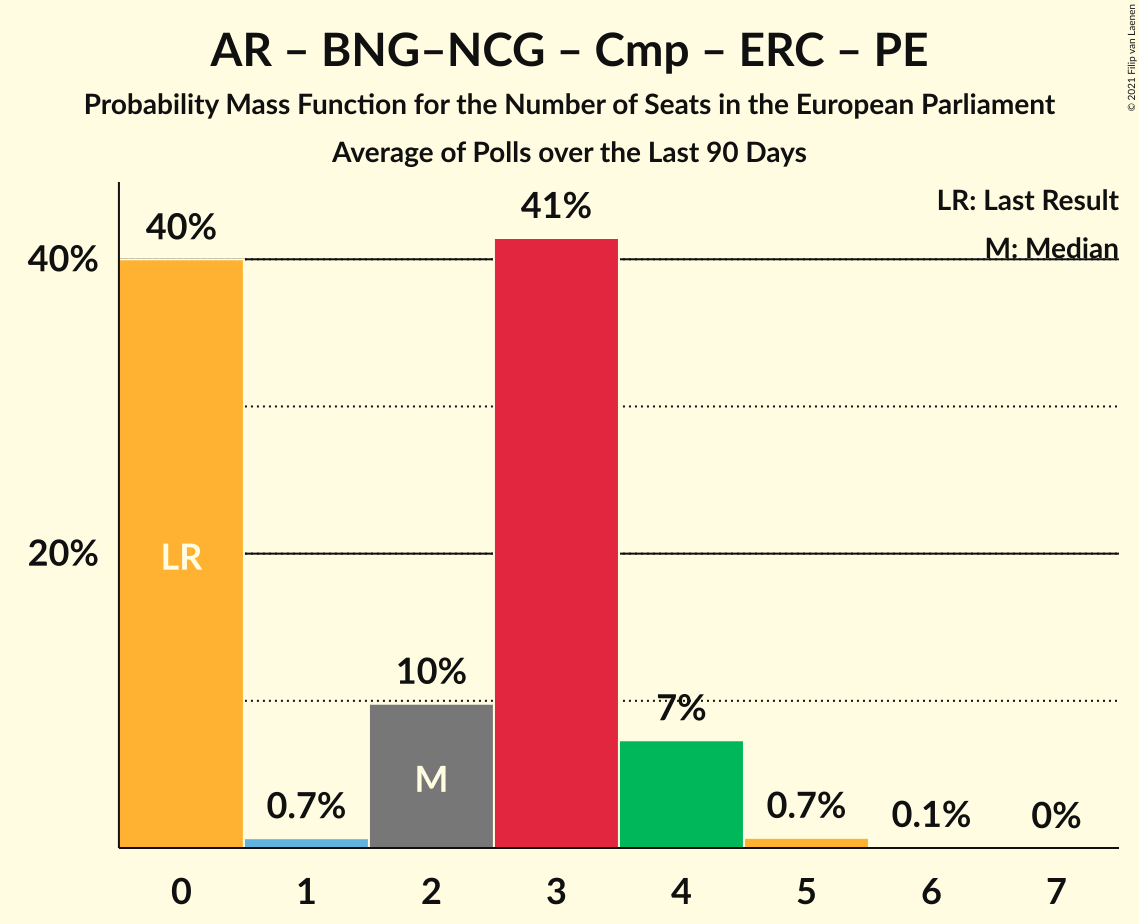 AR – BNG–NCG – Cmp – ERC – PE
Probability Mass Function for the Number of Seats in the European Parliament
Average of Polls over the Last 90 Days
© 2021 Filip van Laenen
LR: Last Result
M: Median
40%
20%
40%
0.7%
10%
41%
7%
0.7%
0.1%
0%
LR
M
0 1 2 3 4 5 6 7